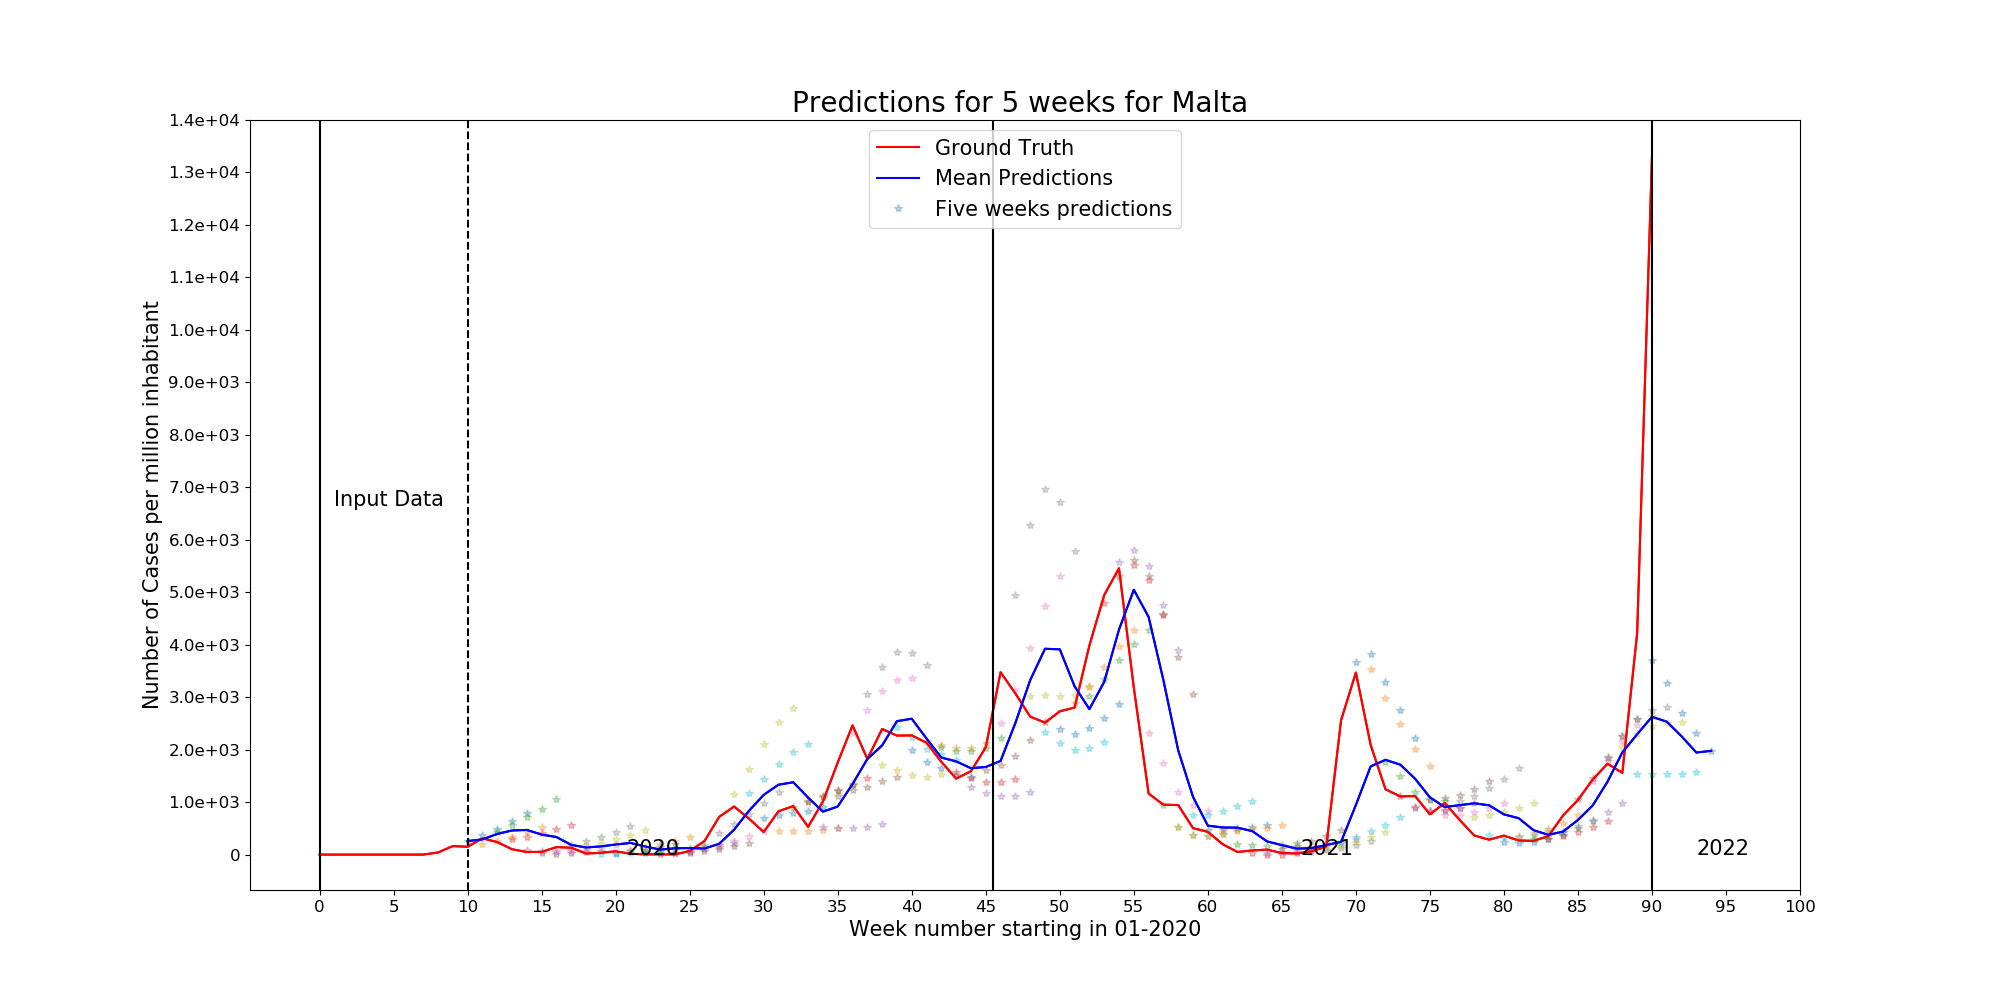 Predictions for 5 weeks for Malta
1.4e+04
1.3e+04
1.2e+04
1.1e+04
1.0e+04
9.0e+03
8.0e+03
7.0e+03
6.0e+03
5.0e+03
4.0e+03
3.0e+03
2.0e+03
1.0e+03
0
Number of Cases per million inhabitant
Ground Truth
Mean Predictions
Five weeks predictions
Input Data
2020 2021 2022
0 5 10 15 20 25 30 35 40 45 50 55 60 65 70 75 80 85 90 95 100
Week number starting in 01-2020